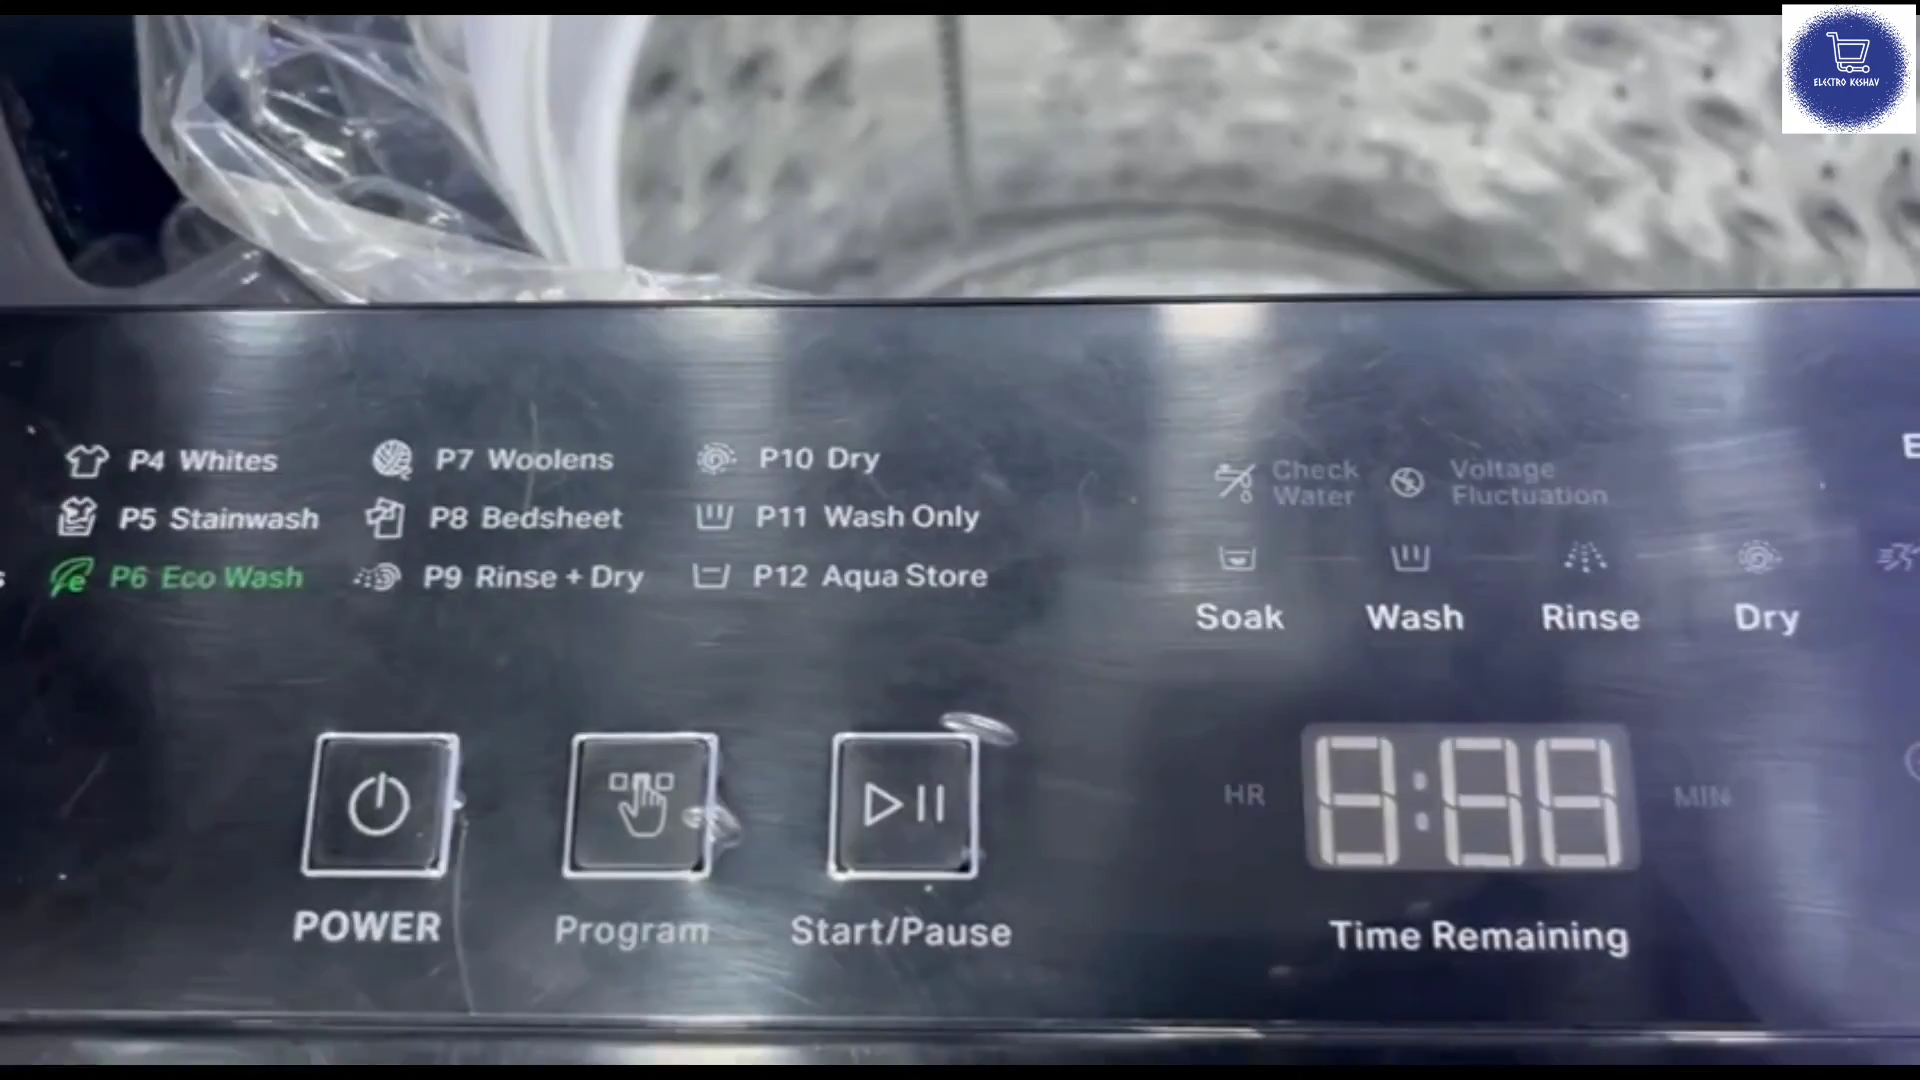 ELECTRO KESHAV
P4 Whites
P5 Stainwash
P6 Eco Wash
P7 Woolens
P8 Bedsheet
P9 Rinse + Dry
P10 Dry
P11 Wash Only
P12 Aqua Store
Check
Water
Voltage
Fluctuation
Soak
Wash
Rinse
Dry
POWER
Program
Start/Pause
HR
MIN
Time Remaining